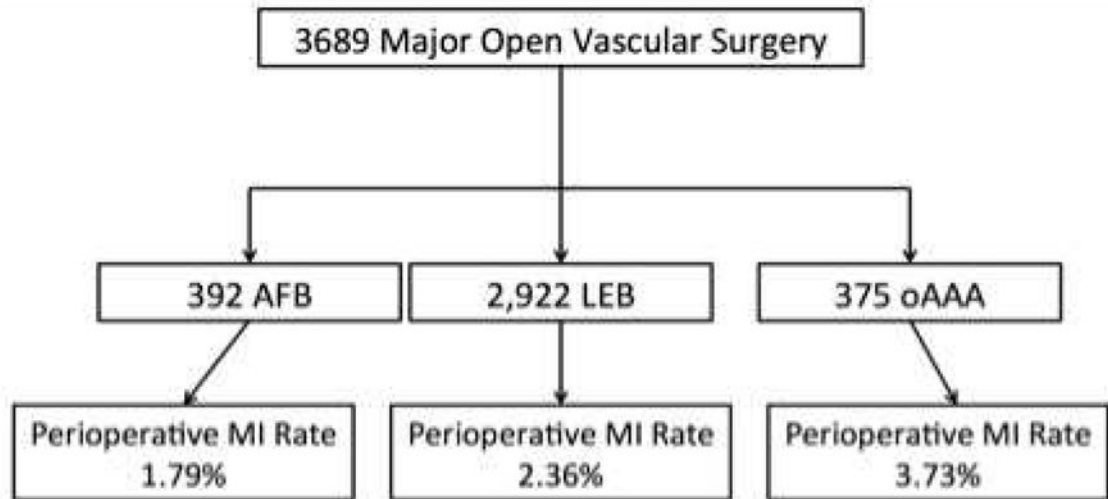 3689 Major Open Vascular Surgery
392 AFB
2,922 LEB
375 oAAA
Perioperative MI Rate
1.79%
Perioperative MI Rate
2.36%
Perioperative MI Rate
3.73%